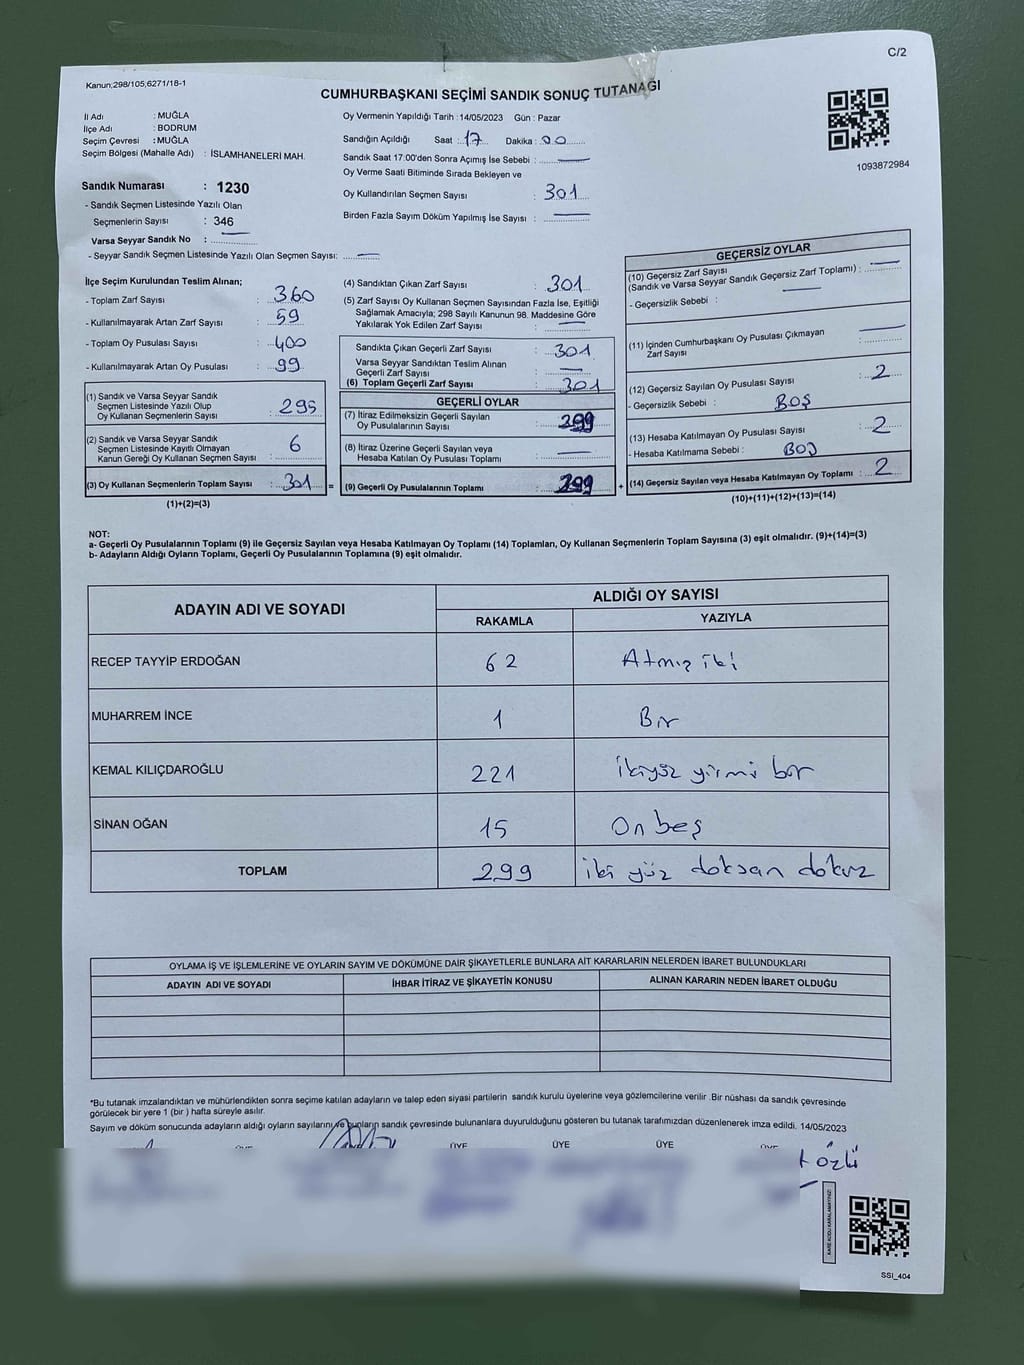 C/2
Kanun;298/105;6271/18-1
CUMHURBAŞKANI SEÇİMİ SANDIK SONUÇ TUTANAĞI
İl Adı : MUĞLA
İlçe Adı : BODRUM
Seçim Çevresi : MUĞLA
Seçim Bölgesi (Mahalle Adı) : İSLAMHANELERİ MAH.
Sandık Numarası : 1230
- Sandık Seçmen Listesinde Yazılı Olan
Seçmenlerin Sayısı : 346
Varsa Seyyar Sandık No : —
- Seyyar Sandık Seçmen Listesinde Yazılı Olan Seçmen Sayısı: —
Oy Vermenin Yapıldığı Tarih : 14/05/2023 Gün : Pazar
Sandığın Açıldığı Saat : 17 Dakika : 00
Sandık Saat 17:00'den Sonra Açımış İse Sebebi : —
Oy Verme Saati Bitiminde Sırada Bekleyen ve
Oy Kullandırılan Seçmen Sayısı : 301
Birden Fazla Sayım Döküm Yapılmış İse Sayısı : —
1093872984
İlçe Seçim Kurulundan Teslim Alınan;
- Toplam Zarf Sayısı : 360
- Kullanılmayarak Artan Zarf Sayısı : 59
- Toplam Oy Pusulası Sayısı : 400
- Kullanılmayarak Artan Oy Pusulası : 99
(1) Sandık ve Varsa Seyyar Sandık
Seçmen Listesinde Yazılı Olup
Oy Kullanan Seçmenlerin Sayısı : 295
(2) Sandık ve Varsa Seyyar Sandık
Seçmen Listesinde Kayıtlı Olmayan
Kanun Gereği Oy Kullanan Seçmen Sayısı : 6
(3) Oy Kullanan Seçmenlerin Toplam Sayısı : 301 =
(1)+(2)=(3)
(4) Sandıktan Çıkan Zarf Sayısı : 301
(5) Zarf Sayısı Oy Kullanan Seçmen Sayısından Fazla İse, Eşitliği
Sağlamak Amacıyla; 298 Sayılı Kanunun 98. Maddesine Göre
Yakılarak Yok Edilen Zarf Sayısı : —
Sandıkta Çıkan Geçerli Zarf Sayısı : 301
Varsa Seyyar Sandıktan Teslim Alınan
Geçerli Zarf Sayısı : —
(6) Toplam Geçerli Zarf Sayısı : 301
GEÇERLİ OYLAR
(7) İtiraz Edilmeksizin Geçerli Sayılan
Oy Pusulalarının Sayısı : 299
(8) İtiraz Üzerine Geçerli Sayılan veya
Hesaba Katılan Oy Pusulası Toplamı : —
(9) Geçerli Oy Pusulalarının Toplamı : 299 +
GEÇERSİZ OYLAR
(10) Geçersiz Zarf Sayısı
(Sandık ve Varsa Seyyar Sandık Geçersiz Zarf Toplamı) : —
- Geçersizlik Sebebi : —
(11) İçinden Cumhurbaşkanı Oy Pusulası Çıkmayan
Zarf Sayısı : —
(12) Geçersiz Sayılan Oy Pusulası Sayısı : 2
- Geçersizlik Sebebi : BOŞ
(13) Hesaba Katılmayan Oy Pusulası Sayısı : 2
- Hesaba Katılmama Sebebi : BOŞ
(14) Geçersiz Sayılan veya Hesaba Katılmayan Oy Toplamı : 2
(10)+(11)+(12)+(13)=(14)
NOT:
a- Geçerli Oy Pusulalarının Toplamı (9) ile Geçersiz Sayılan veya Hesaba Katılmayan Oy Toplamı (14) Toplamları, Oy Kullanan Seçmenlerin Toplam Sayısına (3) eşit olmalıdır. (9)+(14)=(3)
b- Adayların Aldığı Oyların Toplamı, Geçerli Oy Pusulalarının Toplamına (9) eşit olmalıdır.
ADAYIN ADI VE SOYADI ALDIĞI OY SAYISI
RAKAMLA YAZIYLA
RECEP TAYYİP ERDOĞAN 62 Atmış iki
MUHARREM İNCE 1 Bir
KEMAL KILIÇDAROĞLU 221 ikiyüz yirmi bir
SİNAN OĞAN 15 On beş
TOPLAM 299 iki yüz doksan dokuz
OYLAMA İŞ VE İŞLEMLERİNE VE OYLARIN SAYIM VE DÖKÜMÜNE DAİR ŞİKAYETLERLE BUNLARA AİT KARARLARIN NELERDEN İBARET BULUNDUKLARI
ADAYIN ADI VE SOYADI İHBAR İTİRAZ VE ŞİKAYETİN KONUSU ALINAN KARARIN NEDEN İBARET OLDUĞU
*Bu tutanak imzalandıktan ve mühürlendikten sonra seçime katılan adayların ve talep eden siyasi partilerin sandık kurulu üyelerine veya gözlemcilerine verilir .Bir nüshası da sandık çevresinde
görülecek bir yere 1 (bir ) hafta süreyle asılır.
Sayım ve döküm sonucunda adayların aldığı oyların sayılarını ve bunların sandık çevresinde bulunanlara duyurulduğunu gösteren bu tutanak tarafımızdan düzenlenerek imza edildi. 14/05/2023
ÜYE ÜYE ÜYE
özlü
KARE KODU KARALAMAYINIZ!
SSI_404